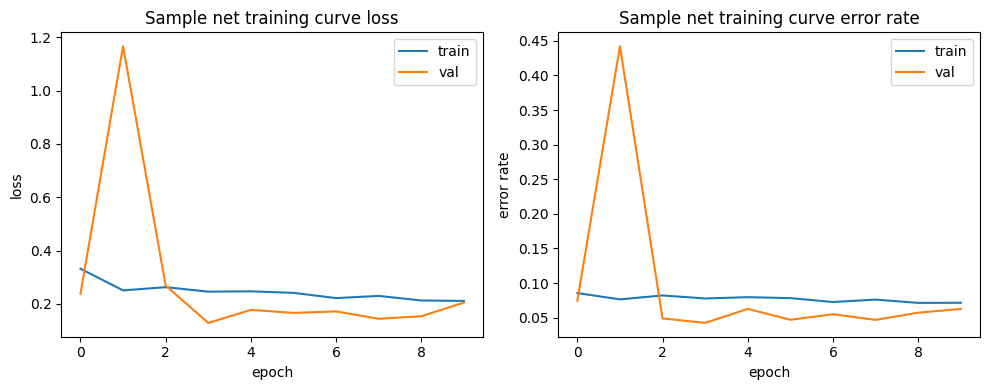 Sample net training curve loss
1.2
1.0
0.8
0.6
0.4
0.2
loss
train
val
0 2 4 6 8
epoch
Sample net training curve error rate
0.45
0.40
0.35
0.30
0.25
0.20
0.15
0.10
0.05
error rate
train
val
0 2 4 6 8
epoch